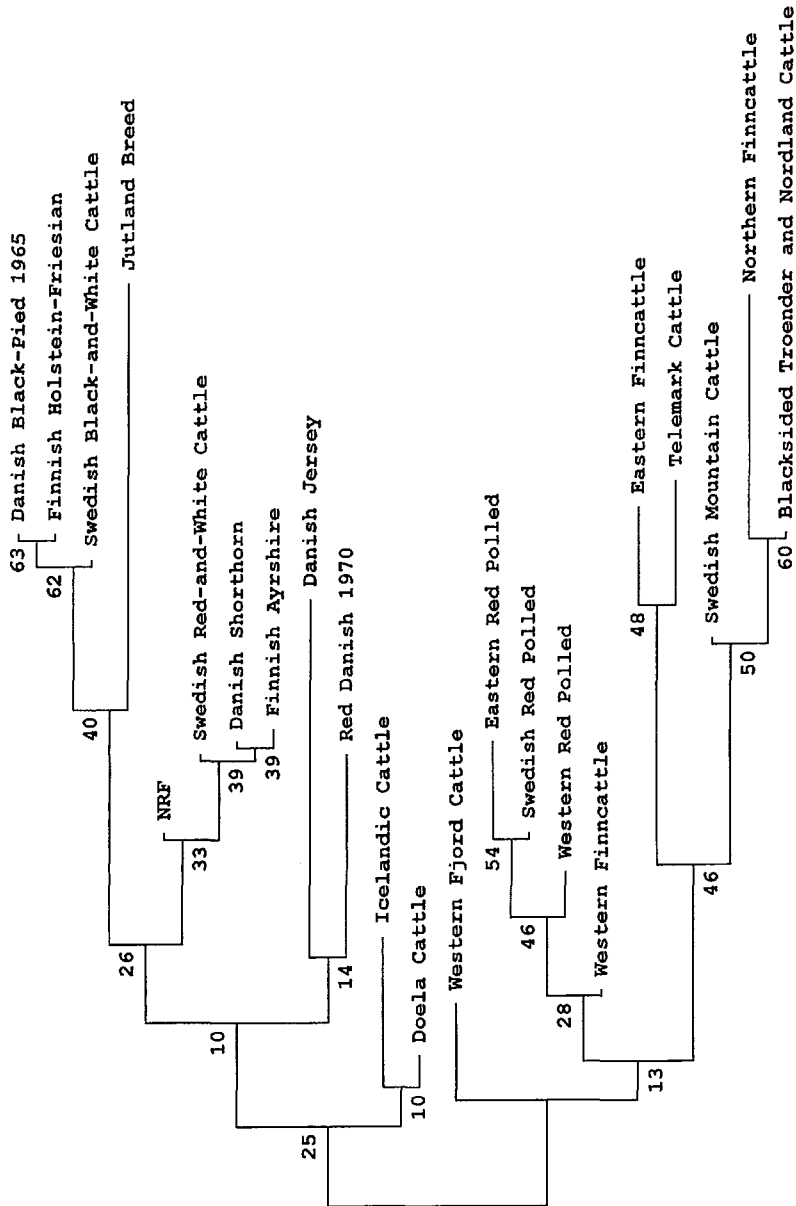 63
Danish Black-Pied 1965
Finnish Holstein-Friesian
62
Swedish Black-and-White Cattle
Jutland Breed
40
NRF
33
Swedish Red-and-White Cattle
39
Danish Shorthorn
39
Finnish Ayrshire
26
Danish Jersey
14
Red Danish 1970
10
Icelandic Cattle
10
Doela Cattle
25
Western Fjord Cattle
54
Eastern Red Polled
Swedish Red Polled
46
Western Red Polled
28
Western Finncattle
13
48
Eastern Finncattle
Telemark Cattle
46
Swedish Mountain Cattle
50
Northern Finncattle
60
Blacksided Troender and Nordland Cattle